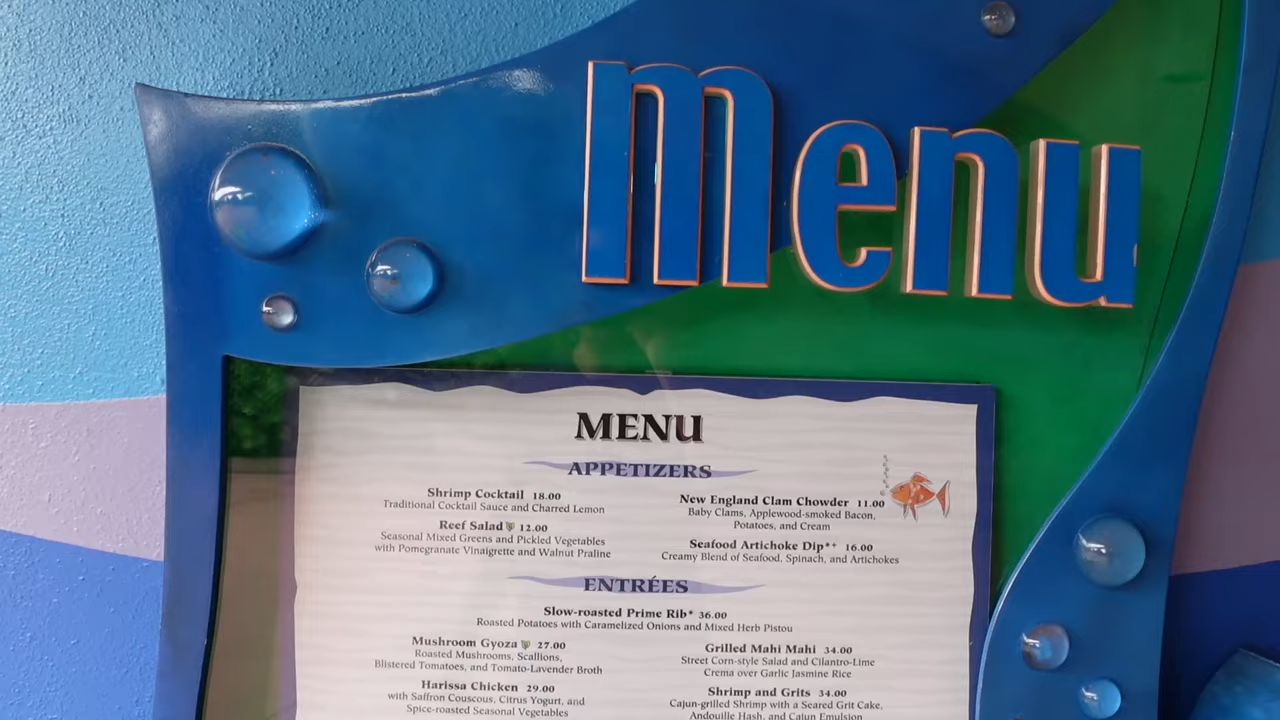 Menu
MENU
APPETIZERS
Shrimp Cocktail 18.00
Traditional Cocktail Sauce and Charred Lemon
Reef Salad 12.00
Seasonal Mixed Greens and Pickled Vegetables
with Pomegranate Vinaigrette and Walnut Praline
New England Clam Chowder 11.00
Baby Clams, Applewood-smoked Bacon,
Potatoes, and Cream
Seafood Artichoke Dip*+ 16.00
Creamy Blend of Seafood, Spinach, and Artichokes
ENTRÉES
Slow-roasted Prime Rib* 36.00
Roasted Potatoes with Caramelized Onions and Mixed Herb Pistou
Mushroom Gyoza 27.00
Roasted Mushrooms, Scallions,
Blistered Tomatoes, and Tomato-Lavender Broth
Harissa Chicken 29.00
with Saffron Couscous, Citrus Yogurt, and
Spice-roasted Seasonal Vegetables
Grilled Mahi Mahi 34.00
Street Corn-style Salad and Cilantro-Lime
Crema over Garlic Jasmine Rice
Shrimp and Grits 34.00
Cajun-grilled Shrimp with a Seared Grit Cake,
Andouille Hash, and Cajun Emulsion